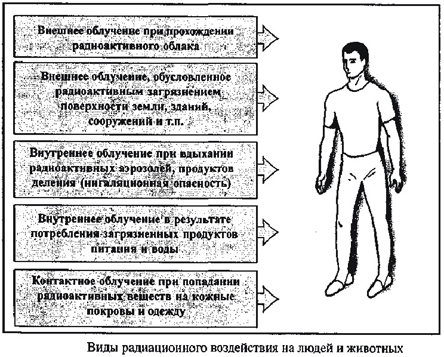 Внешнее облучение при прохождении
радиоактивного облака
Внешнее облучение, обусловленное
радиоактивным загрязнением
поверхности земли, зданий,
сооружений и т.п.
Внутреннее облучение при вдыхании
радиоактивных аэрозолей, продуктов
деления (ингаляционная опасность)
Внутреннее облучение в результате
потребления загрязненных продуктов
питания и воды
Контактное облучение при попадании
радиоактивных веществ на кожные
покровы и одежду
Виды радиационного воздействия на людей и животных